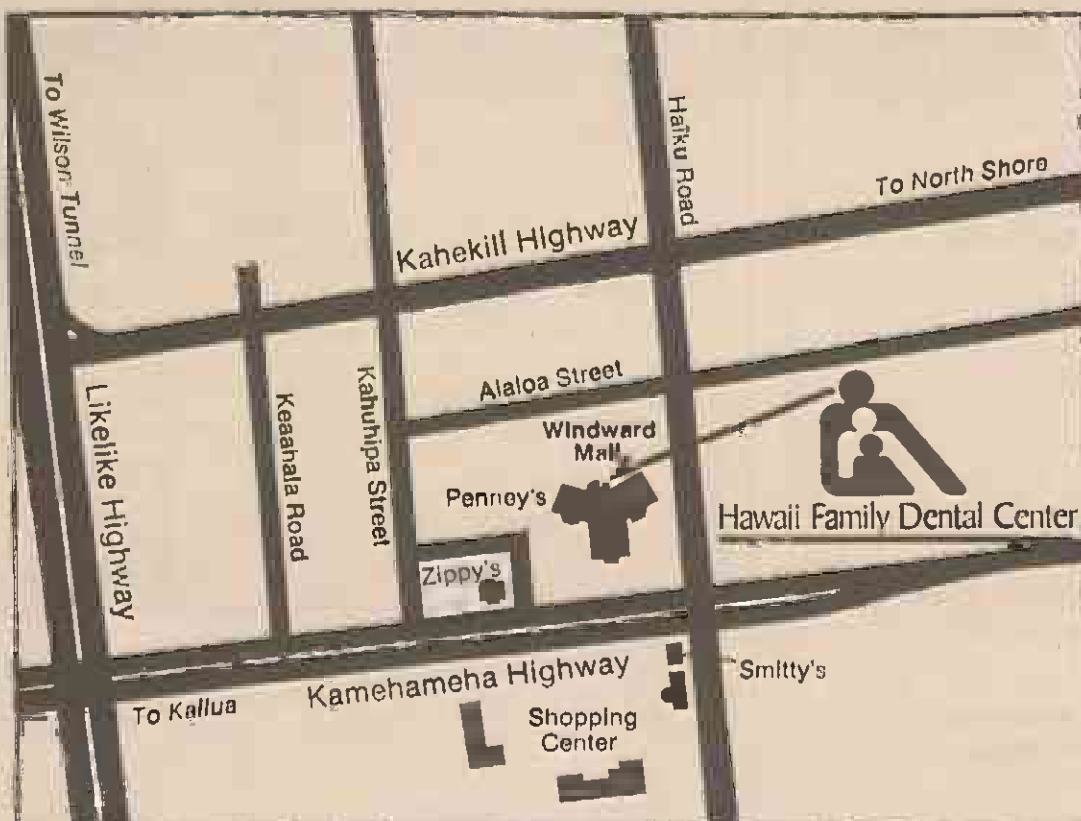 To Wilson Tunnel
Haiku Road
To North Shore
Kahekill Highway
Alaloa Street
Likelike Highway
Keaahala Road
Kahuhipa Street
Windward
Mall
Penney's
Hawaii Family Dental Center
Zippy's
Kamehameha Highway
Smitty's
To Kailua
Shopping
Center